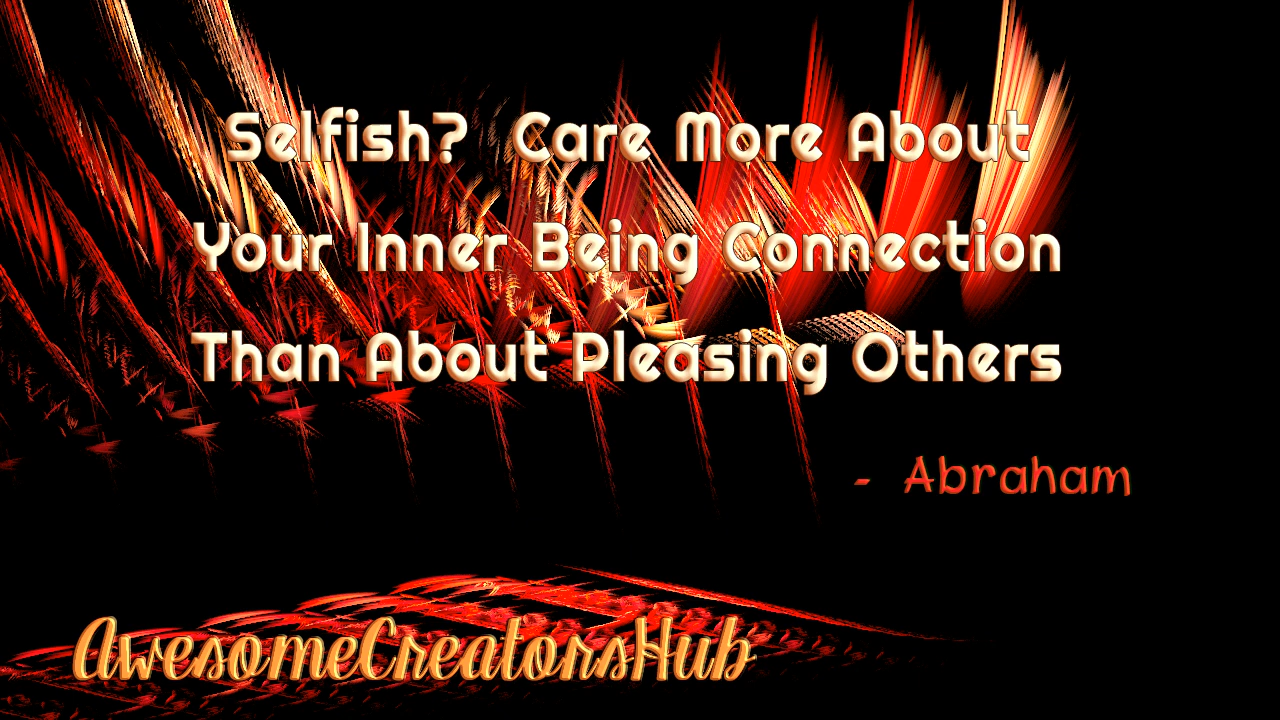 Selfish? Care More About
Your Inner Being Connection
Than About Pleasing Others
- Abraham
AwesomeCreatorsHub